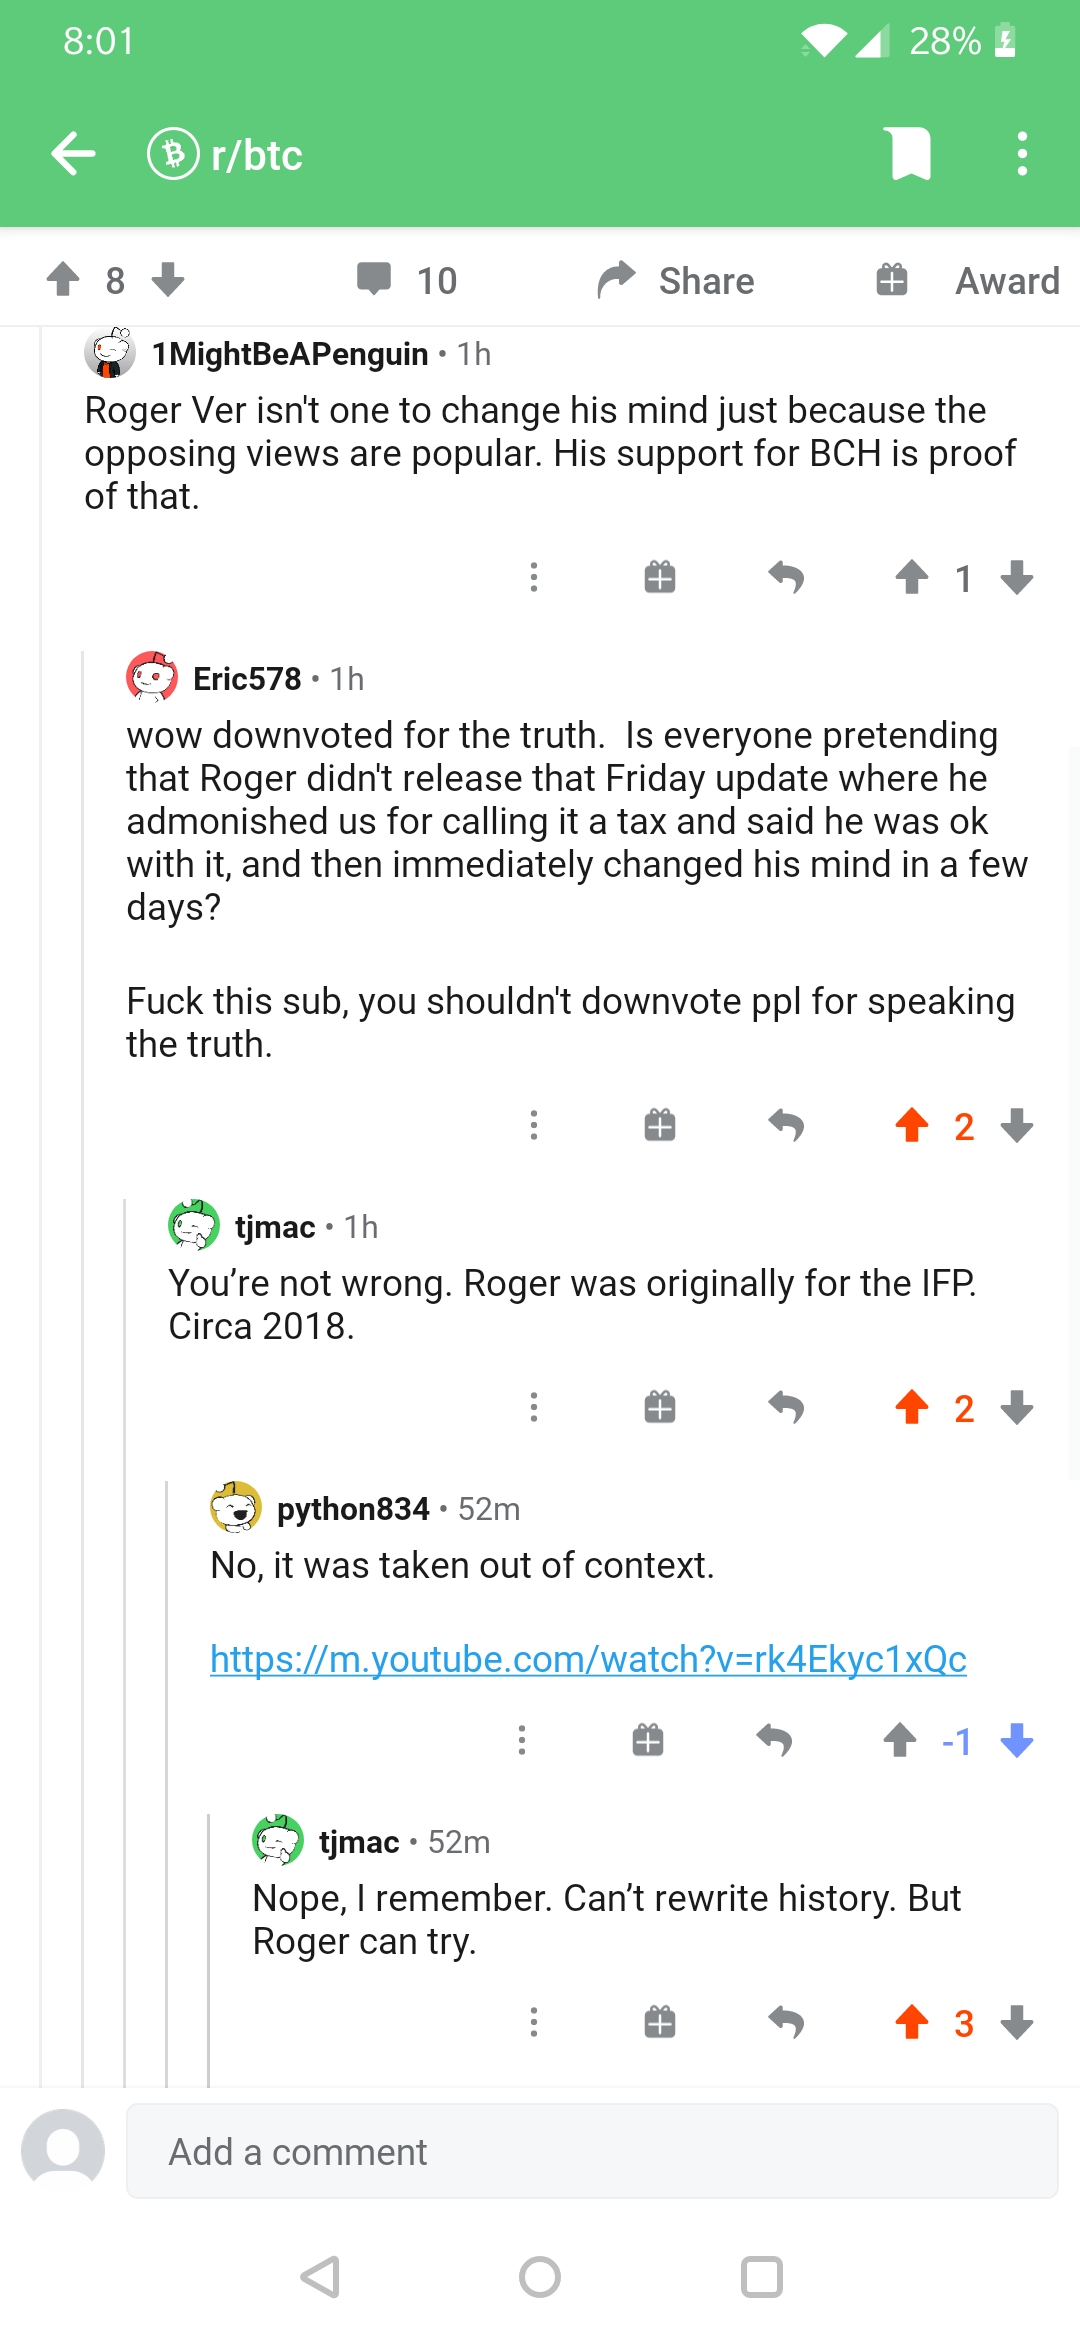 8:01
28%
r/btc
8
10
Share
Award
1MightBeAPenguin • 1h
Roger Ver isn't one to change his mind just because the
opposing views are popular. His support for BCH is proof
of that.
1
Eric578 • 1h
wow downvoted for the truth.  Is everyone pretending
that Roger didn't release that Friday update where he
admonished us for calling it a tax and said he was ok
with it, and then immediately changed his mind in a few
days?
Fuck this sub, you shouldn't downvote ppl for speaking
the truth.
2
tjmac • 1h
You’re not wrong. Roger was originally for the IFP.
Circa 2018.
2
python834 • 52m
No, it was taken out of context.
https://m.youtube.com/watch?v=rk4Ekyc1xQc
-1
tjmac • 52m
Nope, I remember. Can’t rewrite history. But
Roger can try.
3
Add a comment